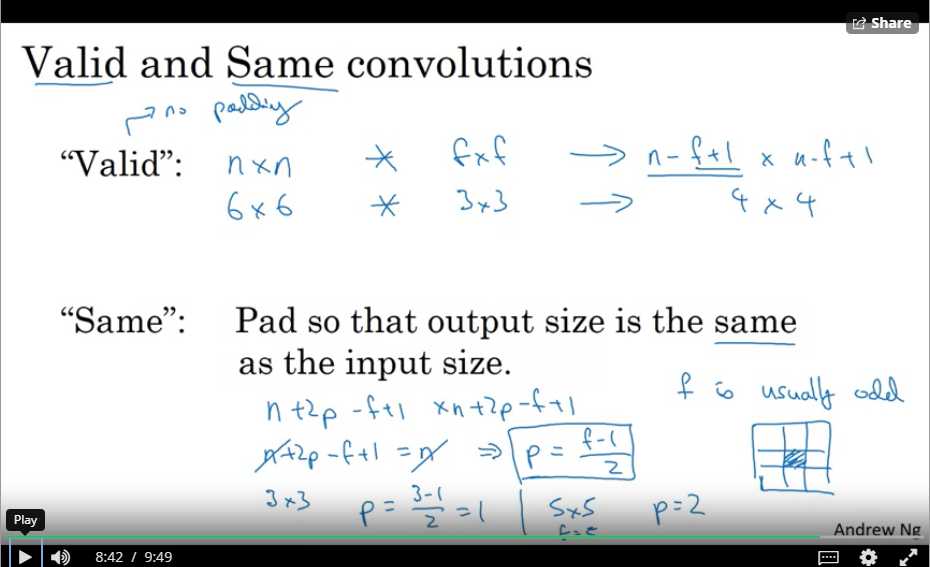 Share
Valid and Same convolutions
→ no padding
"Valid": n×n * f×f → n-f+1 × n-f+1
6×6 * 3×3 → 4×4
"Same": Pad so that output size is the same
as the input size.
f is usually odd
n+2p-f+1 ×n+2p-f+1
n+2p-f+1=n ⇒ p = f-1/2
3×3 p = 3-1/2 = 1 | 5×5 p=2
f=5
Play
Andrew Ng
8:42 / 9:49